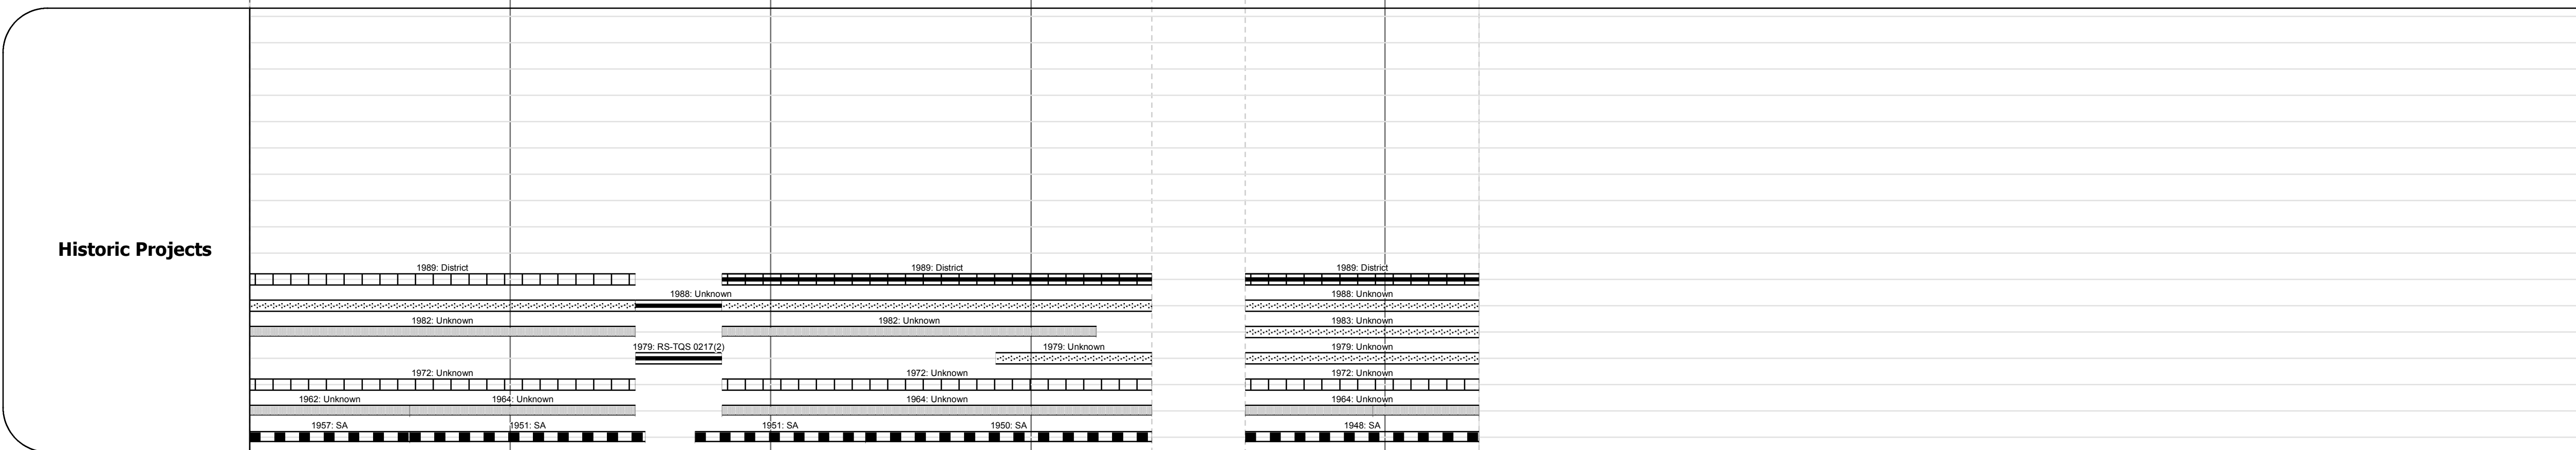 Historic Projects
1989: District 1989: District 1989: District
1988: Unknown 1988: Unknown
1982: Unknown 1982: Unknown 1983: Unknown
1979: RS-TQS 0217(2) 1979: Unknown 1979: Unknown
1972: Unknown 1972: Unknown 1972: Unknown
1962: Unknown 1964: Unknown 1964: Unknown 1964: Unknown
1957: SA 1951: SA 1951: SA 1950: SA 1948: SA